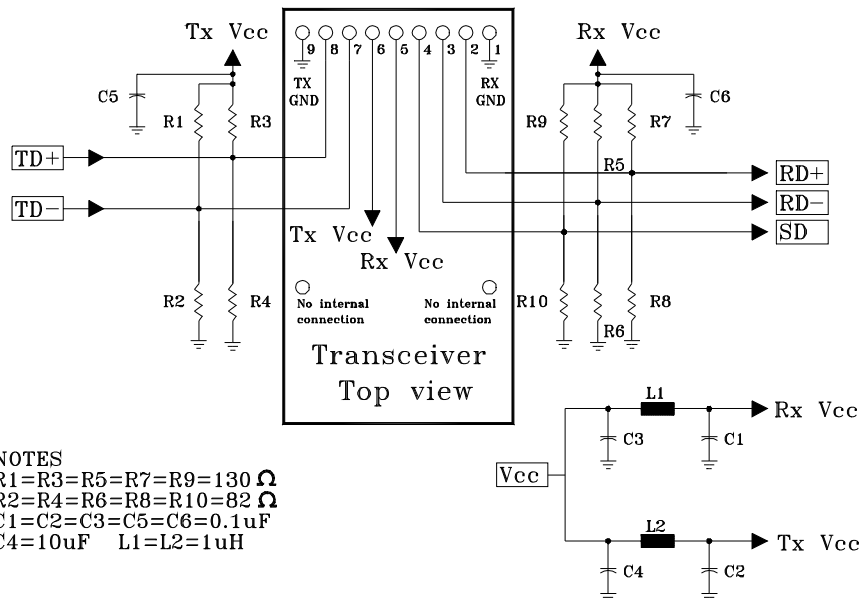 Tx Vcc
Rx Vcc
9 8 7 6 5 4 3 2 1
TX
GND
RX
GND
C5
C6
R1
R3
R9
R7
TD+
R5
RD+
TD-
RD-
SD
Tx Vcc
Rx Vcc
R2
R4
No internal
connection
No internal
connection
R10
R8
R6
Transceiver
Top view
L1
Rx Vcc
C3
C1
Vcc
L2
Tx Vcc
C4
C2
NOTES
R1=R3=R5=R7=R9=130 Ω
R2=R4=R6=R8=R10=82 Ω
C1=C2=C3=C5=C6=0.1uF
C4=10uF L1=L2=1uH